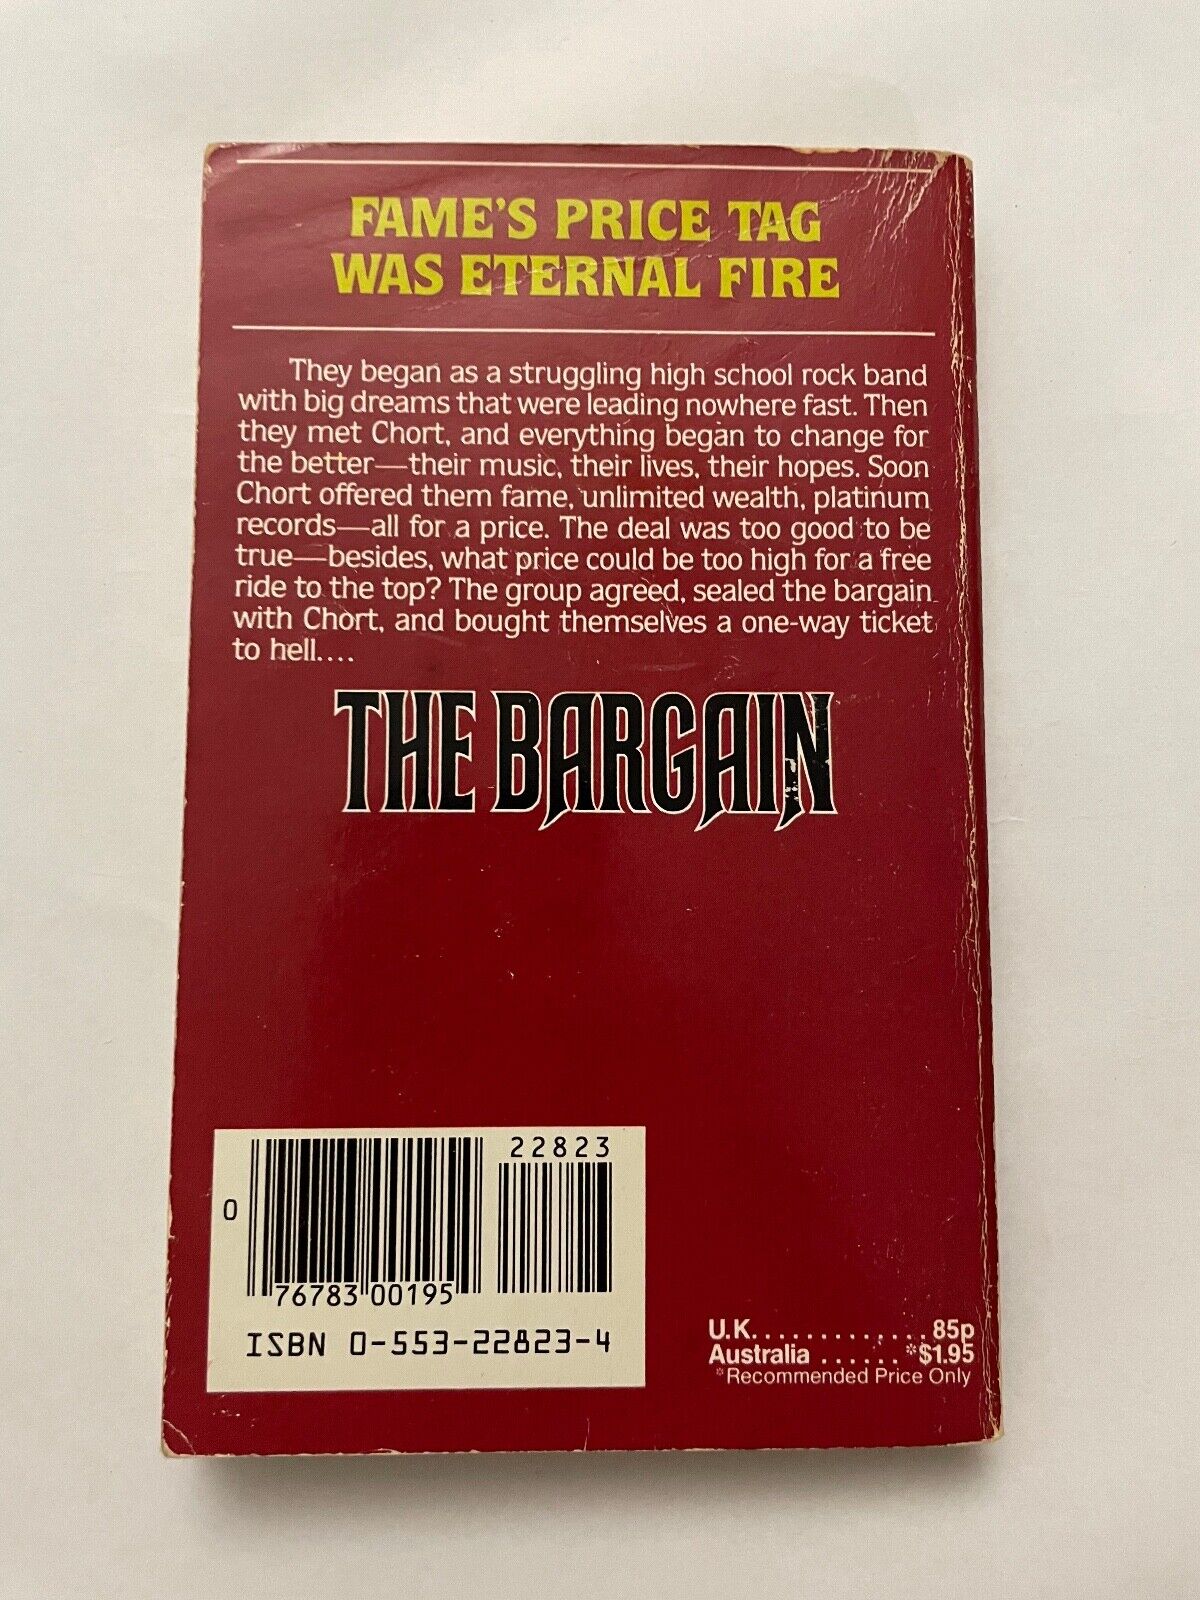 FAME'S PRICE TAG
WAS ETERNAL FIRE
They began as a struggling high school rock band
with big dreams that were leading nowhere fast. Then
they met Chort, and everything began to change for
the better—their music, their lives, their hopes. Soon
Chort offered them fame, unlimited wealth, platinum
records—all for a price. The deal was too good to be
true—besides, what price could be too high for a free
ride to the top? The group agreed, sealed the bargain
with Chort, and bought themselves a one-way ticket
to hell....
THE BARGAIN
22823
0
76783 00195
ISBN 0-553-22823-4
U.K. . . . . . . . . . . . . . 85p
Australia . . . . . . *$1.95
*Recommended Price Only